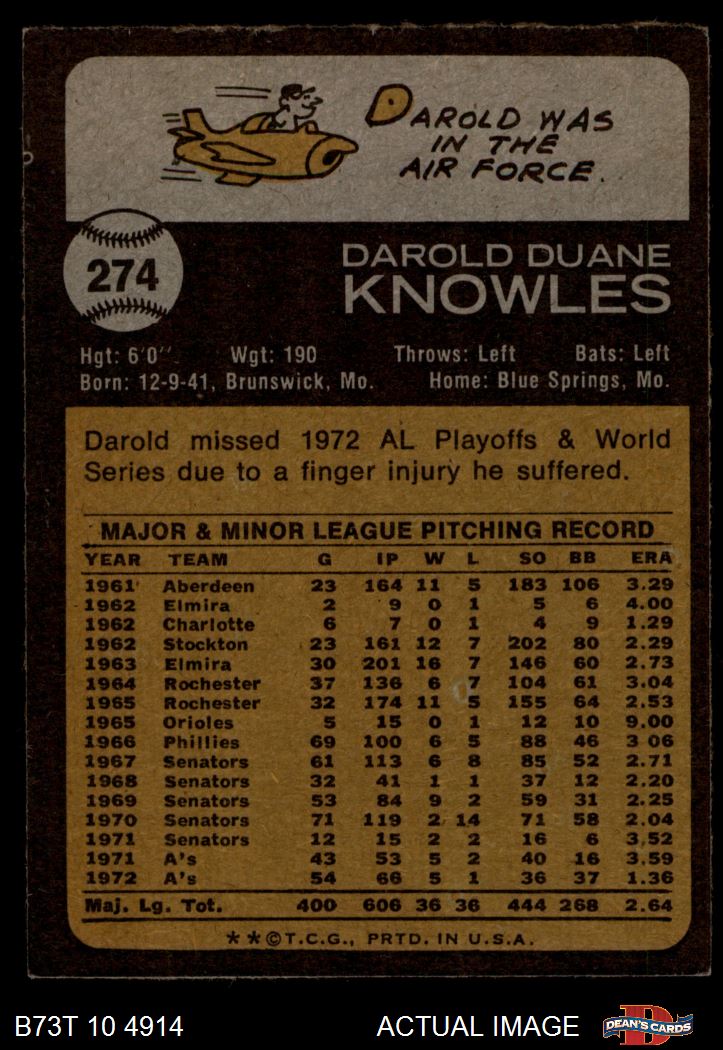 DAROLD WAS
IN THE
AIR FORCE.
274
DAROLD DUANE
KNOWLES
Hgt: 6'0" Wgt: 190 Throws: Left Bats: Left
Born: 12-9-41, Brunswick, Mo. Home: Blue Springs, Mo.
Darold missed 1972 AL Playoffs & World
Series due to a finger injury he suffered.
MAJOR & MINOR LEAGUE PITCHING RECORD
YEAR TEAM G IP W L SO BB ERA
1961 Aberdeen 23 164 11 5 183 106 3.29
1962 Elmira 2 9 0 1 5 6 4.00
1962 Charlotte 6 7 0 1 4 9 1.29
1962 Stockton 23 161 12 7 202 80 2.29
1963 Elmira 30 201 16 7 146 60 2.73
1964 Rochester 37 136 6 7 104 61 3.04
1965 Rochester 32 174 11 5 155 64 2.53
1965 Orioles 5 15 0 1 12 10 9.00
1966 Phillies 69 100 6 5 88 46 3 06
1967 Senators 61 113 6 8 85 52 2.71
1968 Senators 32 41 1 1 37 12 2.20
1969 Senators 53 84 9 2 59 31 2.25
1970 Senators 71 119 2 14 71 58 2.04
1971 Senators 12 15 2 2 16 6 3.52
1971 A's 43 53 5 2 40 16 3.59
1972 A's 54 66 5 1 36 37 1.36
Maj. Lg. Tot. 400 606 36 36 444 268 2.64
**©T.C.G., PRTD. IN U.S.A.
B73T 10 4914 ACTUAL IMAGE
D
DEAN'S CARDS